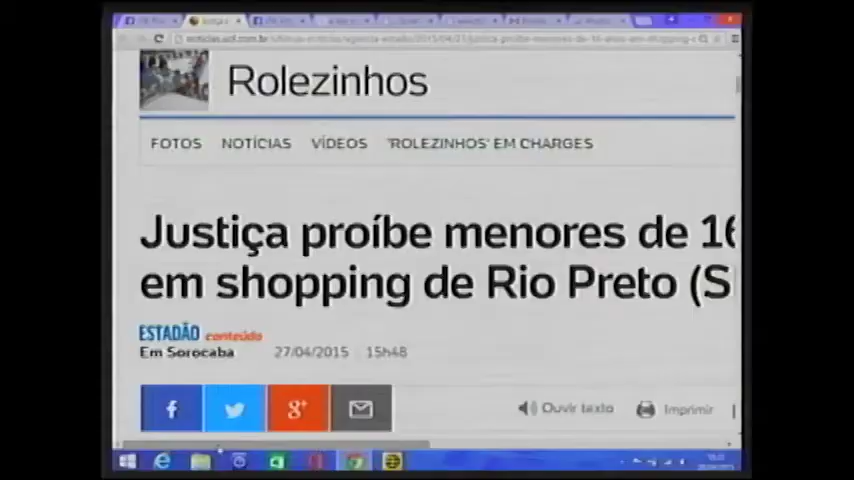 Rolezinhos
FOTOS NOTÍCIAS VÍDEOS 'ROLEZINHOS' EM CHARGES
Justiça proíbe menores de 16
em shopping de Rio Preto (S
ESTADÃO conteúdo
Em Sorocaba 27/04/2015 15h48
Ouvir texto Imprimir